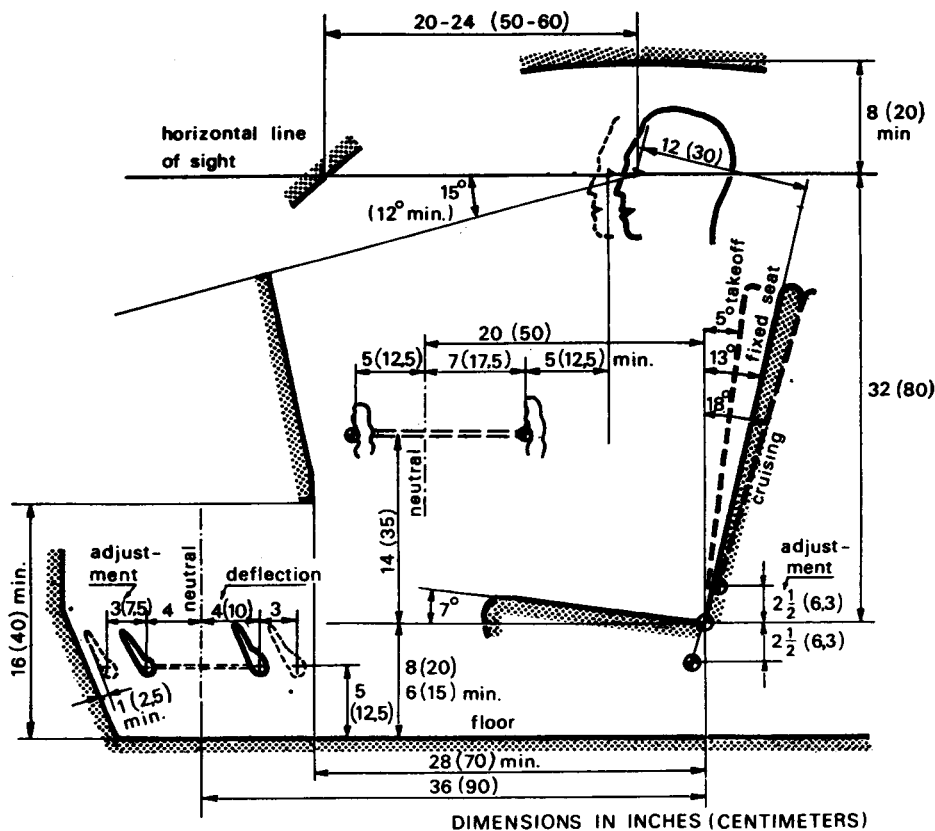 20-24 (50-60)
8 (20)
min
horizontal line
of sight
12 (30)
15°
(12° min.)
5° takeoff
fixed seat
13°
18°
cruising
20 (50)
5 (12,5)
7 (17,5)
5 (12,5) min.
32 (80)
neutral
14 (35)
16 (40) min.
adjust-
ment
neutral
deflection
3 (7,5)
4
4 (10)
3
7°
adjust-
ment
2 1/2 (6,3)
2 1/2 (6,3)
1 (2,5)
min.
5
(12,5)
8 (20)
6 (15) min.
floor
28 (70) min.
36 (90)
DIMENSIONS IN INCHES (CENTIMETERS)